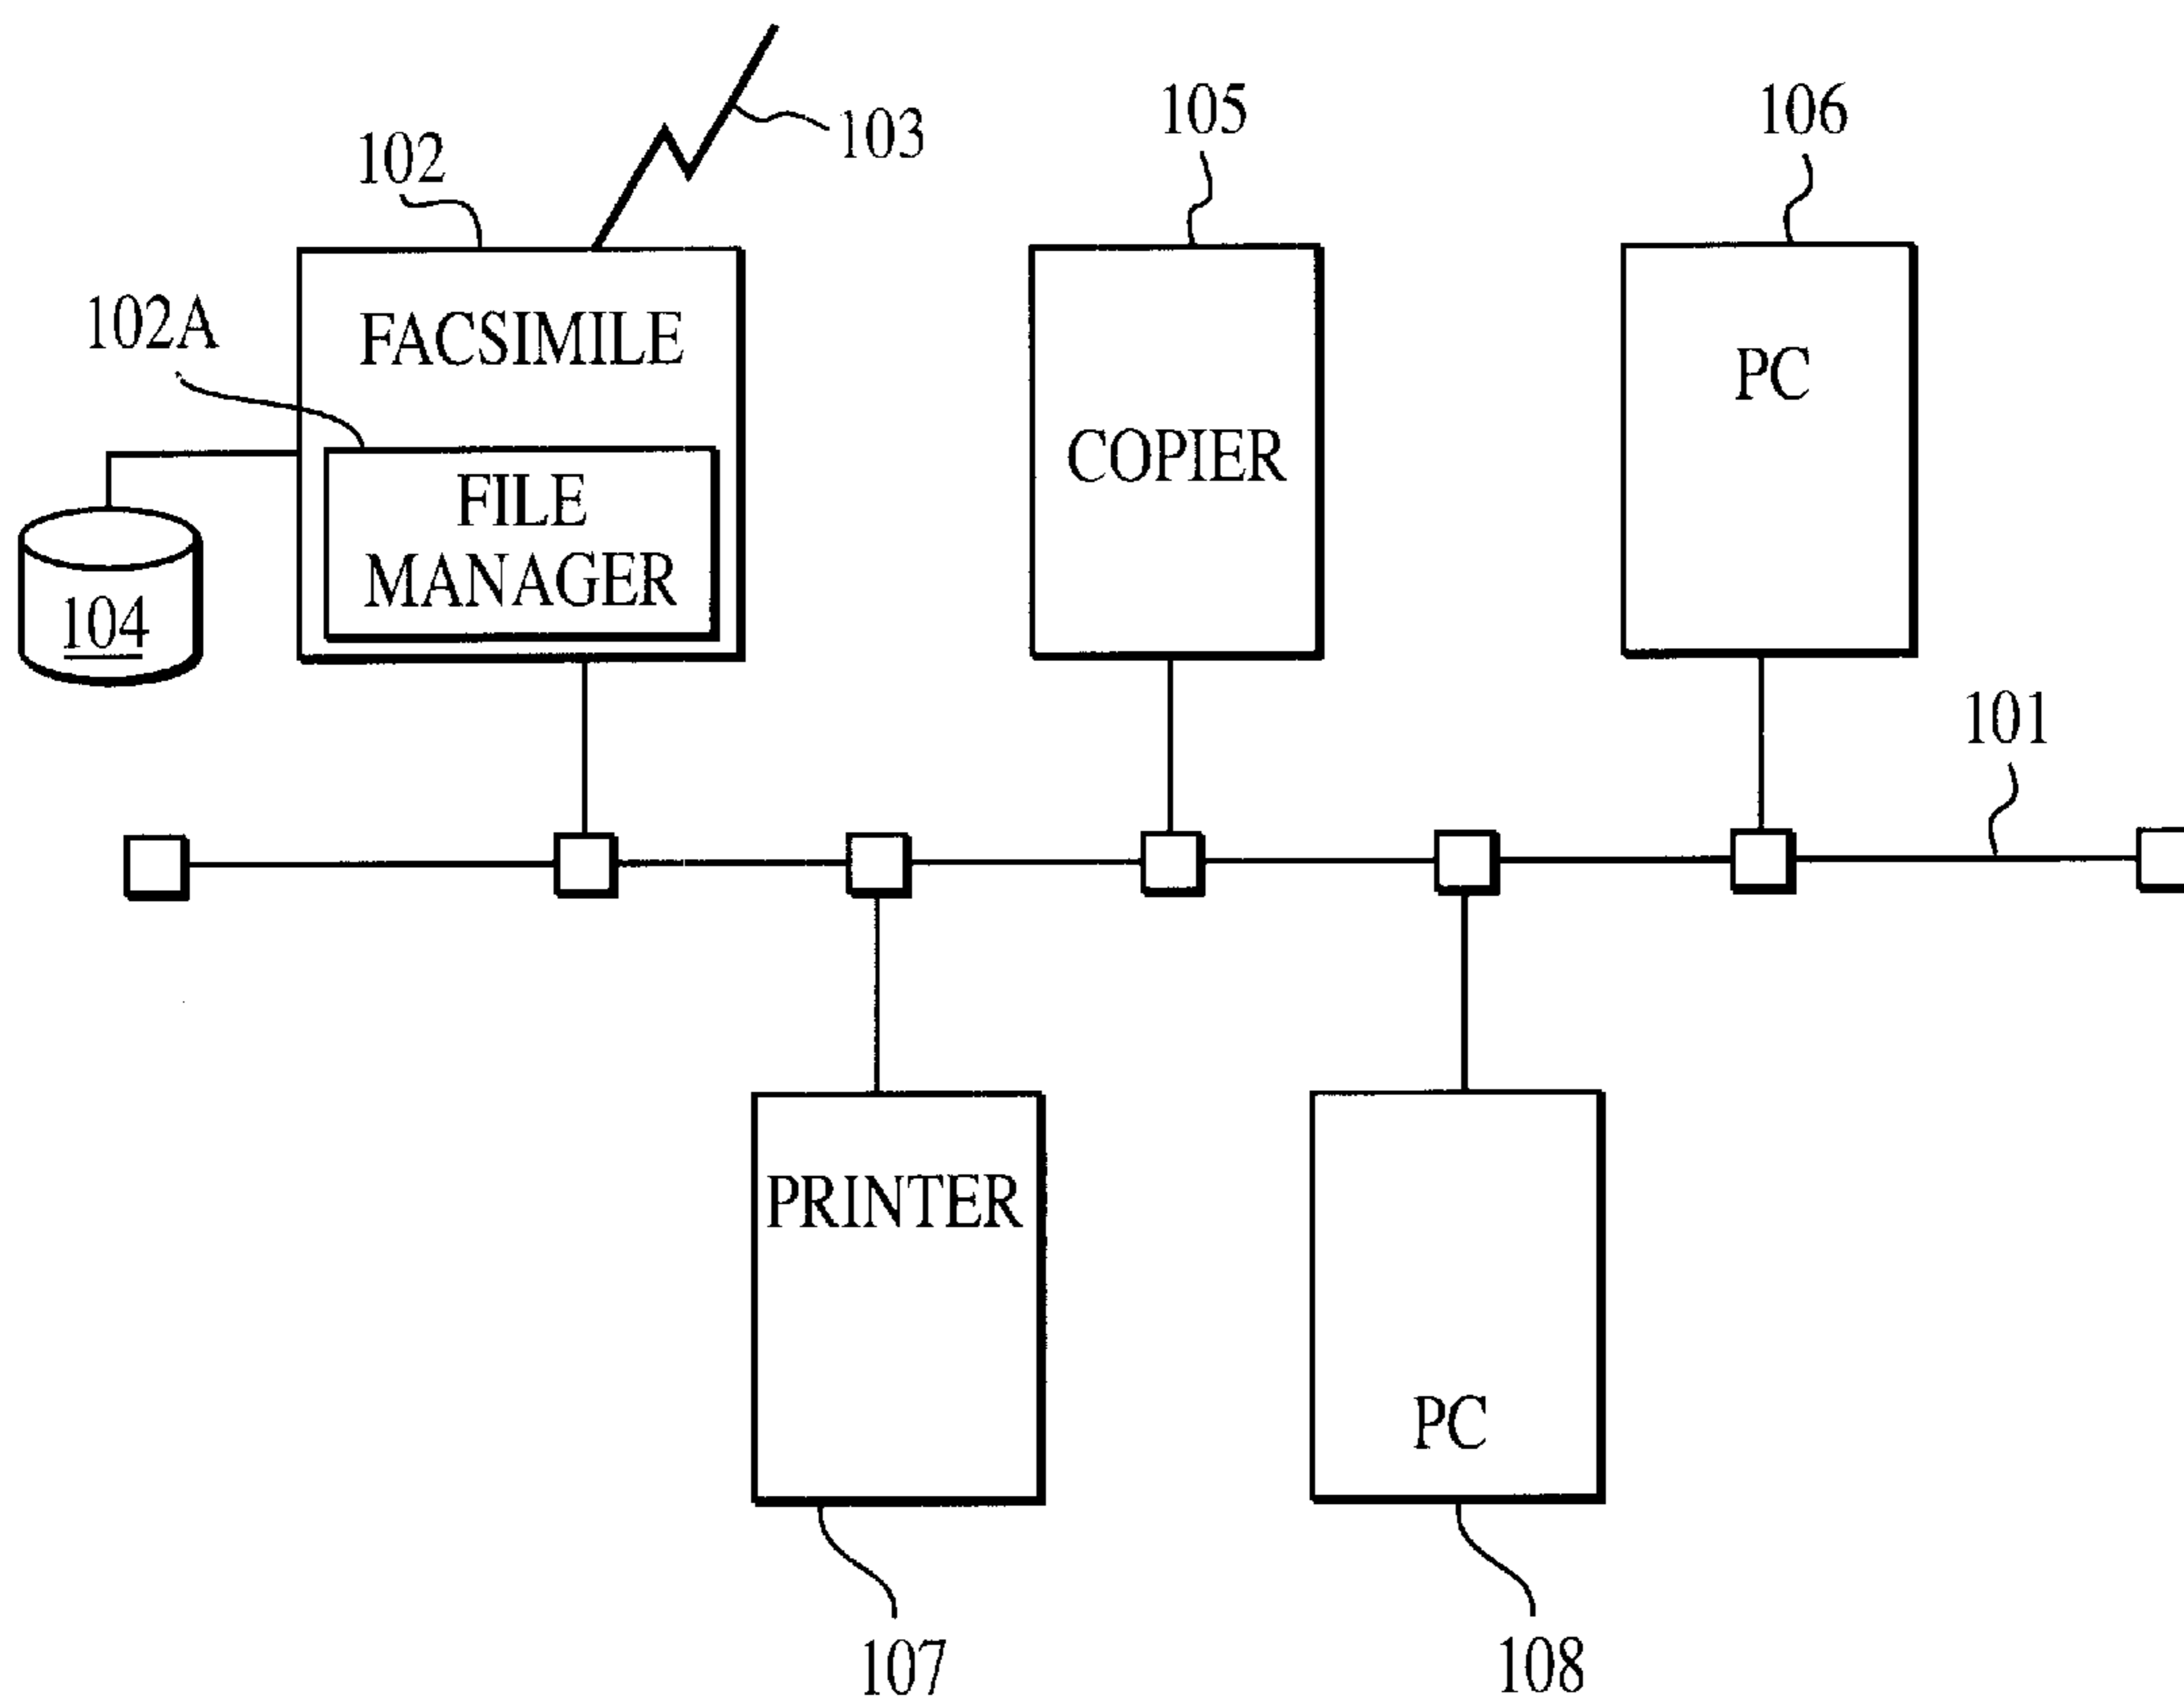 103
105
106
102
102A
FACSIMILE
PC
COPIER
FILE
MANAGER
104
101
PRINTER
PC
107
108